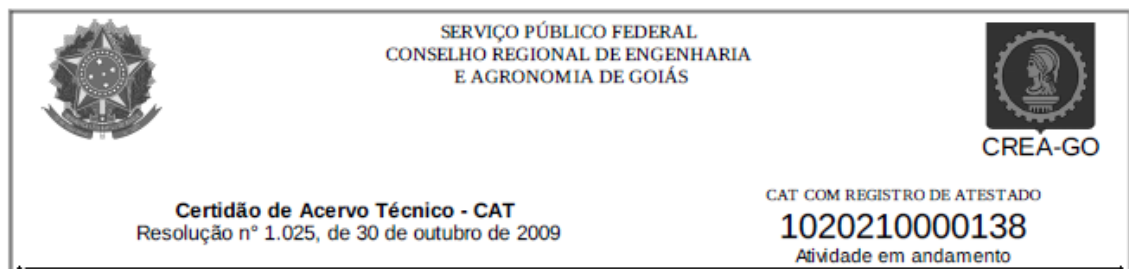 SERVIÇO PÚBLICO FEDERAL
CONSELHO REGIONAL DE ENGENHARIA
E AGRONOMIA DE GOIÁS
CREA-GO
Certidão de Acervo Técnico - CAT
Resolução n° 1.025, de 30 de outubro de 2009
CAT COM REGISTRO DE ATESTADO
1020210000138
Atividade em andamento